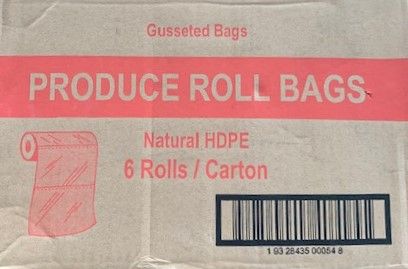 Gusseted Bags
PRODUCE ROLL BAGS
Natural HDPE
6 Rolls / Carton
1 93 28435 00054 8